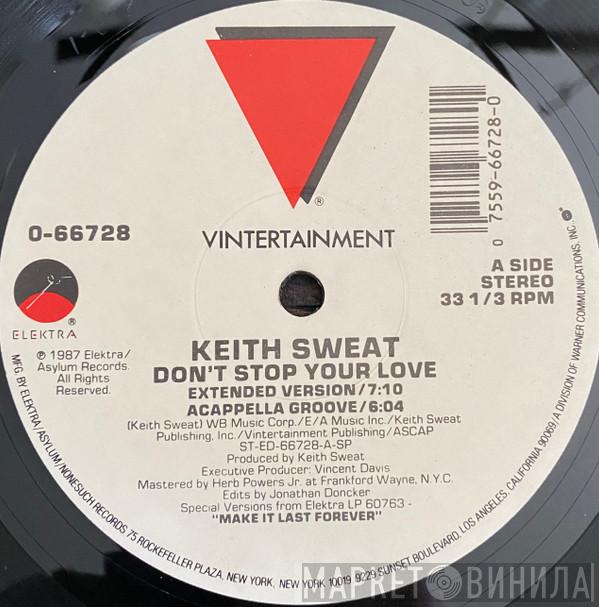 ®
VINTERTAINMENT
0 7559-66728-0
0-66728
A SIDE
STEREO
33 1/3 RPM
®
ELEKTRA
℗ 1987 Elektra/
Asylum Records.
All Rights
Reserved.
KEITH SWEAT
DON'T STOP YOUR LOVE
EXTENDED VERSION/7:10
ACAPPELLA GROOVE/6:04
(Keith Sweat) WB Music Corp./E/A Music Inc./Keith Sweat
Publishing, Inc./Vintertainment Publishing/ASCAP
ST-ED-66728-A-SP
Produced by Keith Sweat
Executive Producer: Vincent Davis
Mastered by Herb Powers Jr. at Frankford Wayne, N.Y.C.
Edits by Jonathan Doncker
Special Versions from Elektra LP 60763 -
"MAKE IT LAST FOREVER"
MFG. BY ELEKTRA/ASYLUM/NONESUCH RECORDS 75 ROCKEFELLER PLAZA, NEW YORK, NEW YORK 10019. 9229 SUNSET BOULEVARD, LOS ANGELES, CALIFORNIA 90069/A DIVISION OF WARNER COMMUNICATIONS, INC.
МАРКЕТ ВИНИЛА